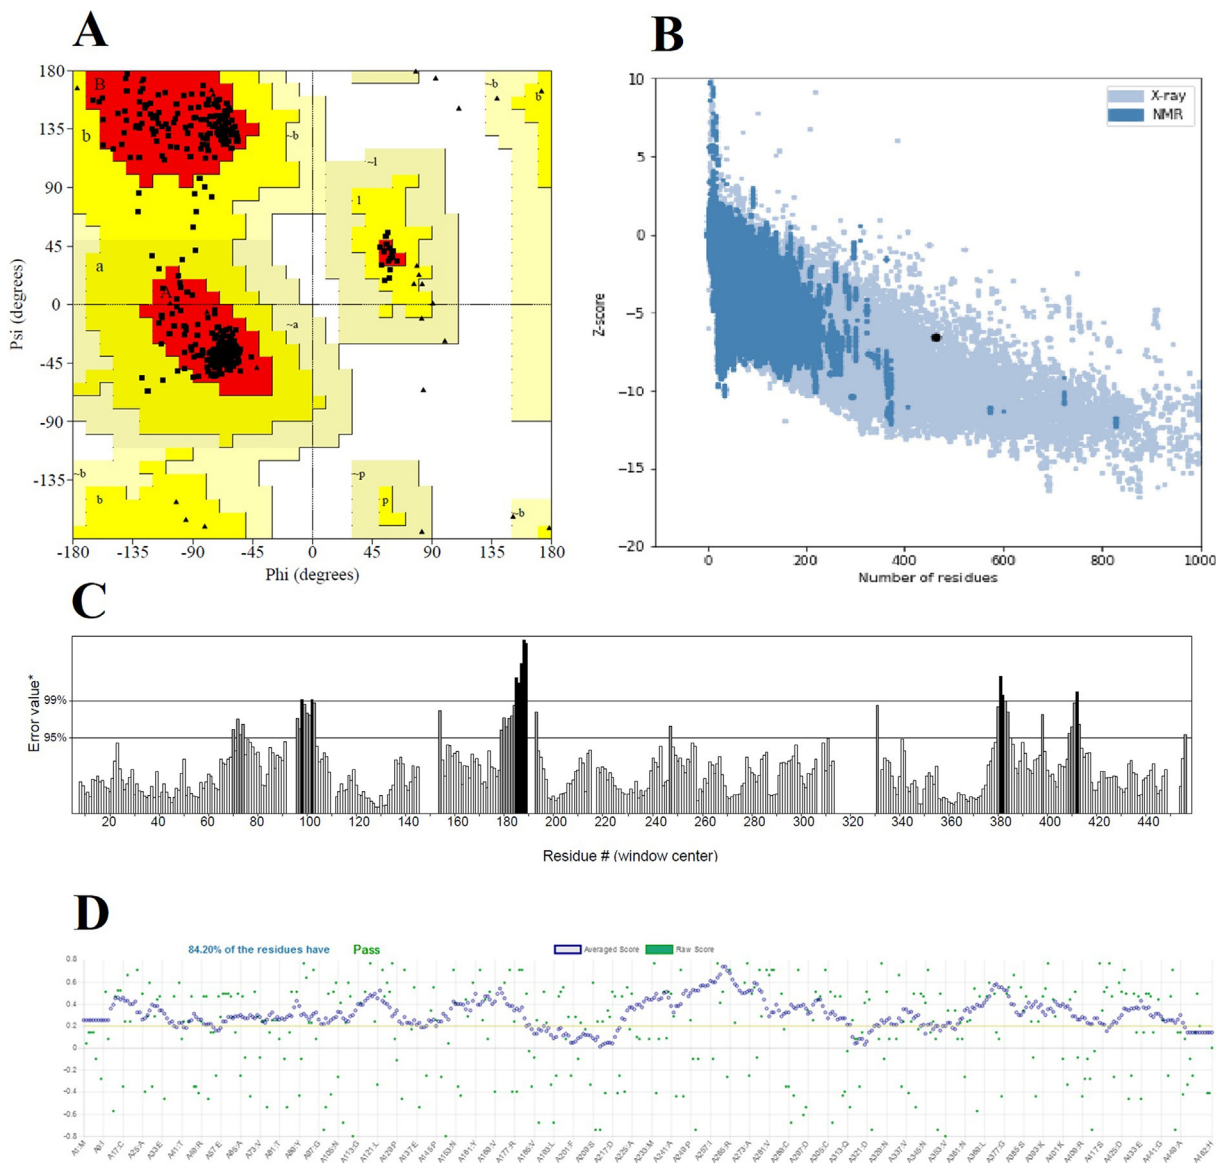 A
B
180
B
135
b
90
45
a
A
0
-45
-90
-135
b
~b
~b
b
~l
l
~b
~a
~p
p
~b
-180
-135
-90
-45
0
45
90
135
180
Psi (degrees)
Phi (degrees)
10
5
0
−5
−10
−15
−20
Z-score
X-ray
NMR
0
200
400
600
800
1000
Number of residues
C
Error value*
99%
95%
20 40 60 80 100 120 140 160 180 200 220 240 260 280 300 320 340 360 380 400 420 440
Residue # (window center)
D
84.20% of the residues have Pass
Averaged Score Raw Score
0.8
0.6
0.4
0.2
0
-0.2
-0.4
-0.6
-0.8